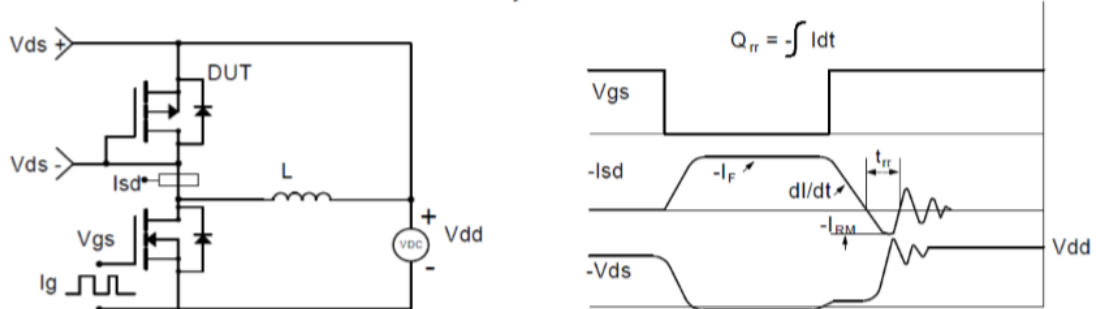 Vds +
DUT
Vds -
Isd
L
Vgs
Ig
+
VDC
-
Vdd
Qrr = -∫ Idt
Vgs
-Isd
-IF
dI/dt
trr
-IRM
-Vds
Vdd